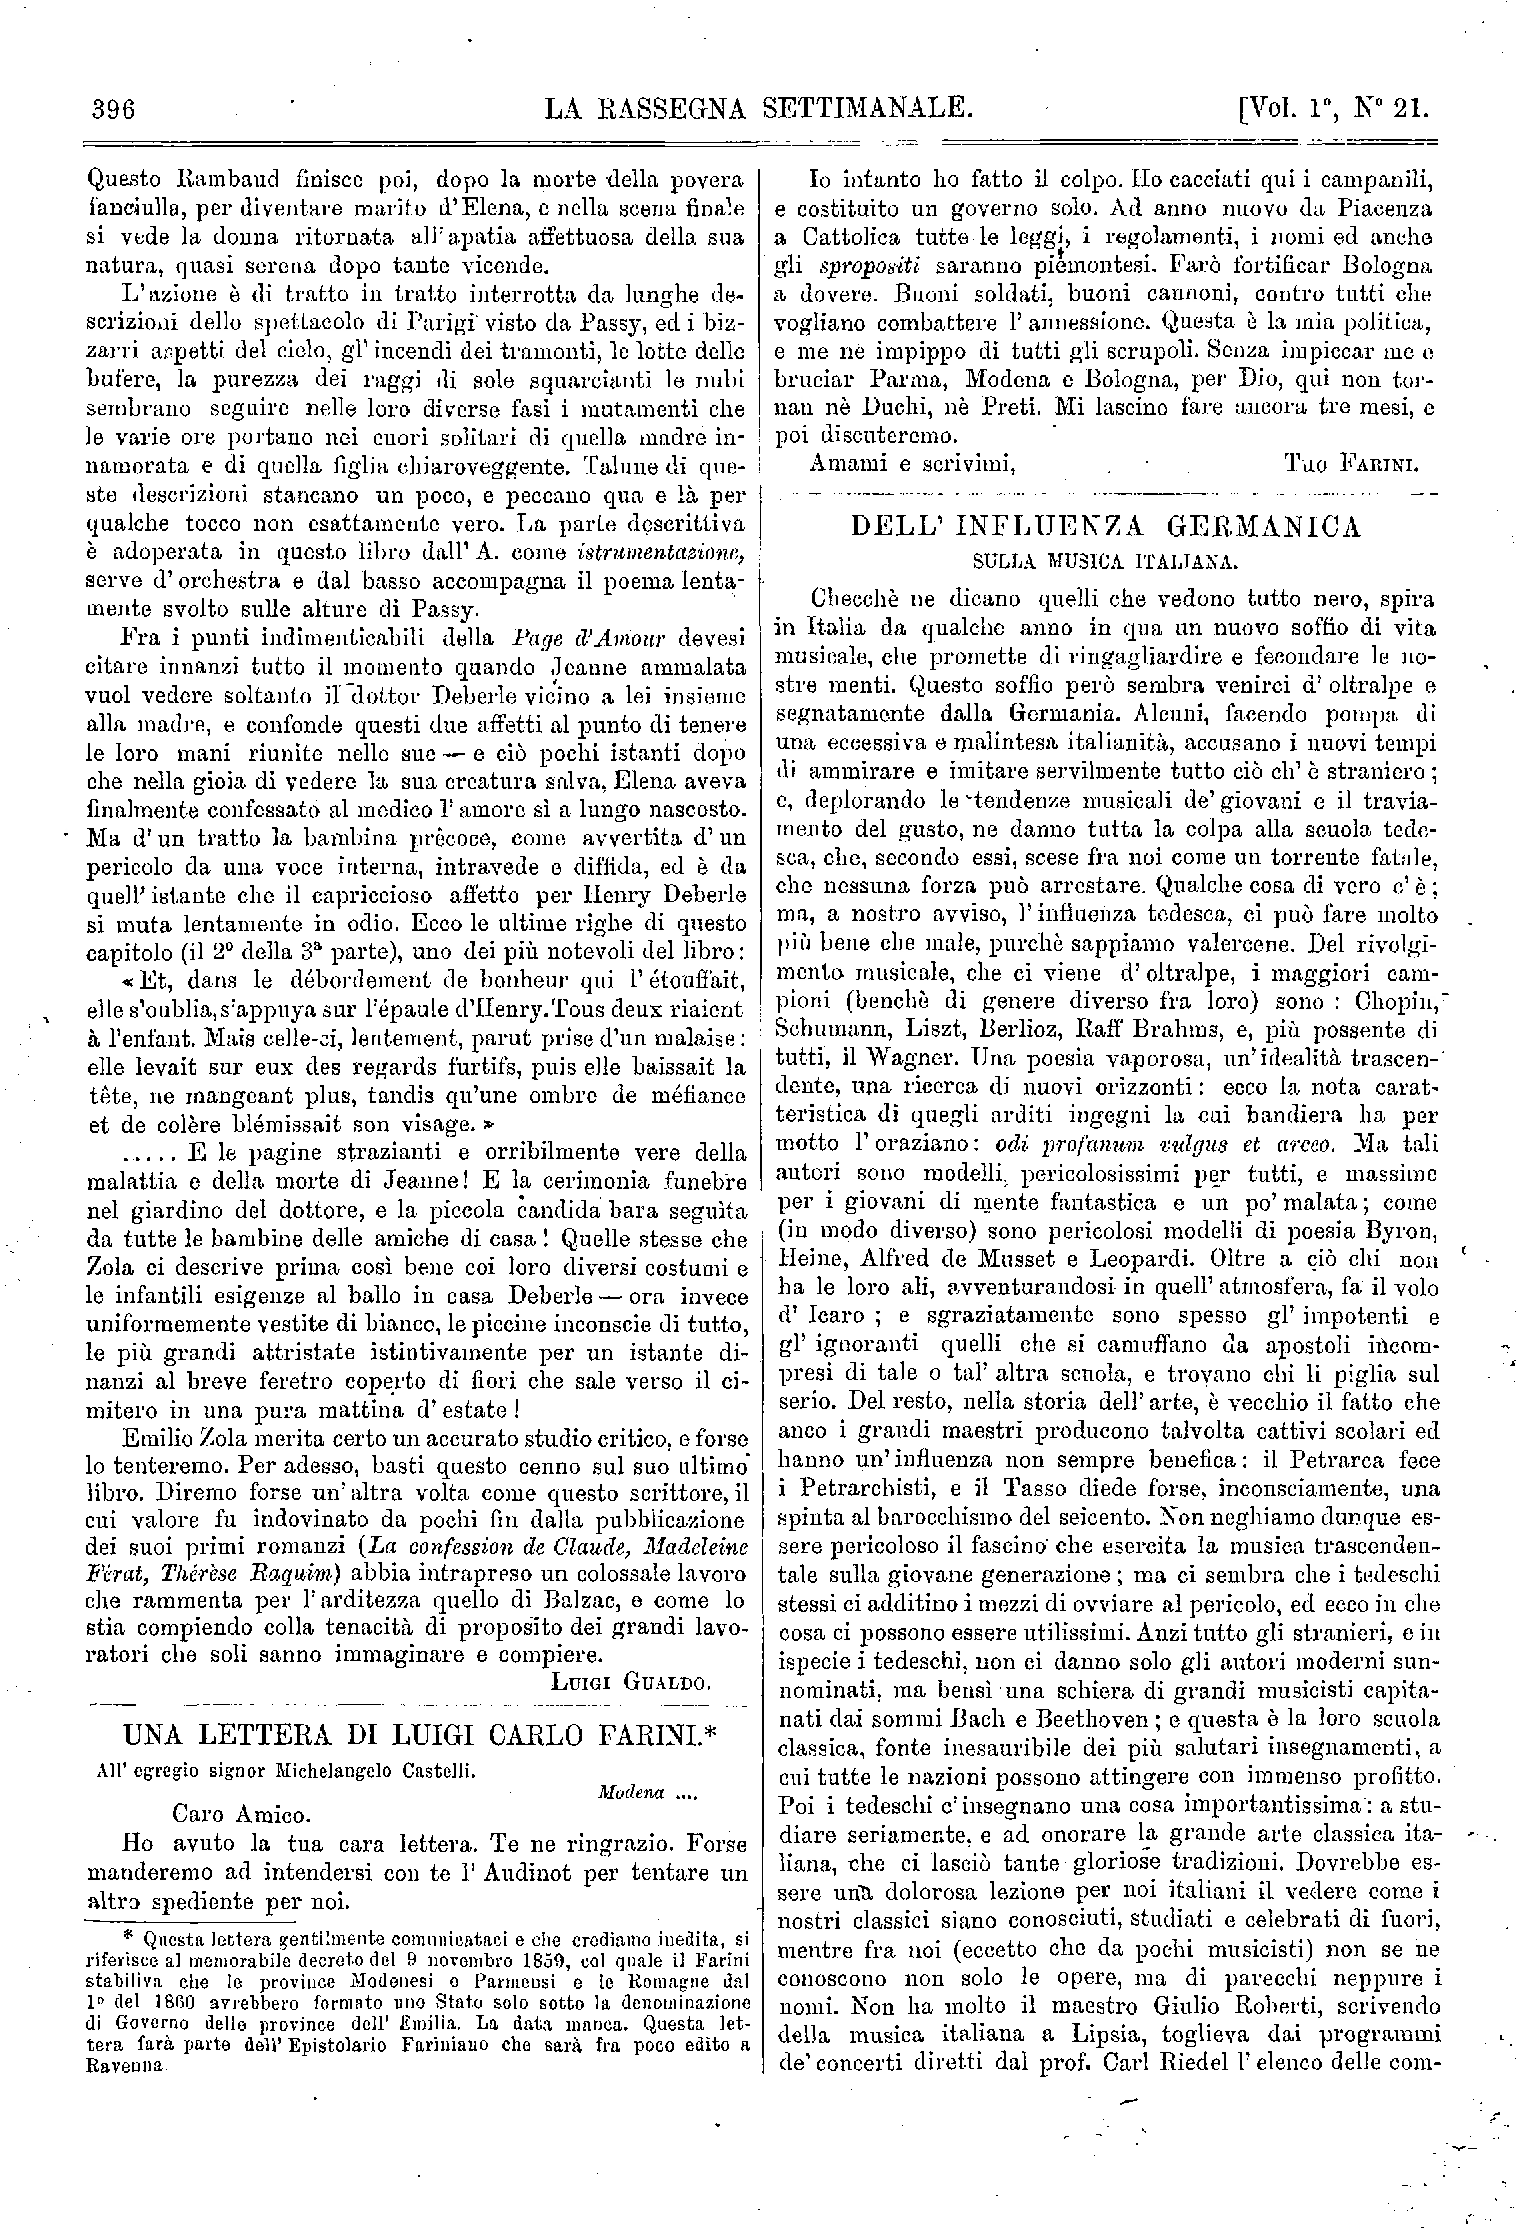 396
LA RASSEGNA SETTIMANALE.
[Vol. 1°, N° 21.
Questo Rambaud finisce poi, dopo la morte della povera
fanciulla, per diventare marito d'Elena, e nella scena finale
si vede la donna ritornata all'apatia affettuosa della sua
natura, quasi serena dopo tante vicende.
L'azione è di tratto in tratto interrotta da lunghe de-
scrizioni dello spettacolo di Parigi visto da Passy, ed i biz-
zarri aspetti del cielo, gl'incendi dei tramonti, le lotte delle
bufere, la purezza dei raggi di sole squarcianti le nubi
sembrano seguire nelle loro diverse fasi i mutamenti che
le varie ore portano nei cuori solitari di quella madre in-
namorata e di quella figlia chiaroveggente. Talune di que-
ste descrizioni stancano un poco, e peccano qua e là per
qualche tocco non esattamente vero. La parte descrittiva
è adoperata in questo libro dall'A. come istrumentazione,
serve d'orchestra e dal basso accompagna il poema lenta-
mente svolto sulle alture di Passy.
Fra i punti indimenticabili della Page d'Amour devesi
citare innanzi tutto il momento quando Jeanne ammalata
vuol vedere soltanto il dottor Deberle vicino a lei insieme
alla madre, e confonde questi due affetti al punto di tenere
le loro mani riunite nelle sue — e ciò pochi istanti dopo
che nella gioia di vedere la sua creatura salva, Elena aveva
finalmente confessato al medico l'amore sì a lungo nascosto.
Ma d'un tratto la bambina précoce, come avvertita d'un
pericolo da una voce interna, intravede e diffida, ed è da
quell'istante che il capriccioso affetto per Henry Deberle
si muta lentamente in odio. Ecco le ultime righe di questo
capitolo (il 2° della 3ª parte), uno dei più notevoli del libro:
« Et, dans le débordement de bonheur qui l'étouffait,
elle s'oublia, s'appuya sur l'épaule d'Henry. Tous deux riaient
à l'enfant. Mais celle-ci, lentement, parut prise d'un malaise:
elle levait sur eux des regards furtifs, puis elle baissait la
tête, ne mangeant plus, tandis qu'une ombre de méfiance
et de colère blémissait son visage. »
..... E le pagine strazianti e orribilmente vere della
malattia e della morte di Jeanne! E la cerimonia funebre
nel giardino del dottore, e la piccola candida bara seguìta
da tutte le bambine delle amiche di casa! Quelle stesse che
Zola ci descrive prima così bene coi loro diversi costumi e
le infantili esigenze al ballo in casa Deberle — ora invece
uniformemente vestite di bianco, le piccine inconscie di tutto,
le più grandi attristate istintivamente per un istante di-
nanzi al breve feretro coperto di fiori che sale verso il ci-
mitero in una pura mattina d'estate!
Emilio Zola merita certo un accurato studio critico, e forse
lo tenteremo. Per adesso, basti questo cenno sul suo ultimo
libro. Diremo forse un'altra volta come questo scrittore, il
cui valore fu indovinato da pochi fin dalla pubblicazione
dei suoi primi romanzi (La confession de Claude, Madeleine
Férat, Thérèse Raquim) abbia intrapreso un colossale lavoro
che rammenta per l'arditezza quello di Balzac, e come lo
stia compiendo colla tenacità di proposito dei grandi lavo-
ratori che soli sanno immaginare e compiere.
LUIGI GUALDO.
UNA LETTERA DI LUIGI CARLO FARINI.*
All'egregio signor Michelangelo Castelli.
Modena ....
Caro Amico.
Ho avuto la tua cara lettera. Te ne ringrazio. Forse
manderemo ad intendersi con te l'Audinot per tentare un
altro spediente per noi.
* Questa lettera gentilmente comunicataci e che crediamo inedita, si
riferisce al memorabile decreto del 9 novembre 1859, col quale il Farini
stabiliva che le province Modenesi e Parmensi e le Romagne dal
1° del 1860 avrebbero formato uno Stato solo sotto la denominazione
di Governo delle province dell'Emilia. La data manca. Questa let-
tera farà parte dell'Epistolario Fariniano che sarà fra poco edito a
Ravenna
Io intanto ho fatto il colpo. Ho cacciati qui i campanili,
e costituito un governo solo. Ad anno nuovo da Piacenza
a Cattolica tutte le leggi, i regolamenti, i nomi ed anche
gli spropositi saranno piemontesi. Farò fortificar Bologna
a dovere. Buoni soldati, buoni cannoni, contro tutti che
vogliano combattere l'annessione. Questa è la mia politica,
e me ne impippo di tutti gli scrupoli. Senza impiccar me e
bruciar Parma, Modena e Bologna, per Dio, qui non tor-
nan nè Duchi, nè Preti. Mi lascino fare ancora tre mesi, e
poi discuteremo.
Amami e scrivimi,
Tuo FARINI.
DELL'INFLUENZA GERMANICA
SULLA MUSICA ITALIANA.
Checchè ne dicano quelli che vedono tutto nero, spira
in Italia da qualche anno in qua un nuovo soffio di vita
musicale, che promette di ringagliardire e fecondare le no-
stre menti. Questo soffio però sembra venirci d'oltralpe e
segnatamente dalla Germania. Alcuni, facendo pompa di
una eccessiva e malintesa italianità, accusano i nuovi tempi
di ammirare e imitare servilmente tutto ciò ch'è straniero;
e, deplorando le tendenze musicali de'giovani e il travia-
mento del gusto, ne danno tutta la colpa alla scuola tede-
sca, che, secondo essi, scese fra noi come un torrente fatale,
che nessuna forza può arrestare. Qualche cosa di vero c'è;
ma, a nostro avviso, l'influenza tedesca, ci può fare molto
più bene che male, purchè sappiamo valercene. Del rivolgi-
mento musicale, che ci viene d'oltralpe, i maggiori cam-
pioni (benchè di genere diverso fra loro) sono: Chopin,
Schumann, Liszt, Berlioz, Raff Brahms, e, più possente di
tutti, il Wagner. Una poesia vaporosa, un'idealità trascen-
dente, una ricerca di nuovi orizzonti: ecco la nota carat-
teristica di quegli arditi ingegni la cui bandiera ha per
motto l'oraziano: odi profanum vulgus et arceo. Ma tali
autori sono modelli pericolosissimi per tutti, e massime
per i giovani di mente fantastica e un po'malata; come
(in modo diverso) sono pericolosi modelli di poesia Byron,
Heine, Alfred de Musset e Leopardi. Oltre a ciò chi non
ha le loro ali, avventurandosi in quell'atmosfera, fa il volo
d'Icaro; e sgraziatamente sono spesso gl'impotenti e
gl'ignoranti quelli che si camuffano da apostoli incom-
presi di tale o tal'altra scuola, e trovano chi li piglia sul
serio. Del resto, nella storia dell'arte, è vecchio il fatto che
anco i grandi maestri producono talvolta cattivi scolari ed
hanno un'influenza non sempre benefica: il Petrarca fece
i Petrarchisti, e il Tasso diede forse, inconsciamente, una
spinta al barocchismo del seicento. Non neghiamo dunque es-
sere pericoloso il fascino che esercita la musica trascenden-
tale sulla giovane generazione; ma ci sembra che i tedeschi
stessi ci additino i mezzi di ovviare al pericolo, ed ecco in che
cosa ci possono essere utilissimi. Anzi tutto gli stranieri, e in
ispecie i tedeschi, non ci danno solo gli autori moderni sun-
nominati, ma bensì una schiera di grandi musicisti capita-
nati dai sommi Bach e Beethoven; e questa è la loro scuola
classica, fonte inesauribile dei più salutari insegnamenti, a
cui tutte le nazioni possono attingere con immenso profitto.
Poi i tedeschi c'insegnano una cosa importantissima: a stu-
diare seriamente, e ad onorare la grande arte classica ita-
liana, che ci lasciò tante gloriose tradizioni. Dovrebbe es-
sere una dolorosa lezione per noi italiani il vedere come i
nostri classici siano conosciuti, studiati e celebrati di fuori,
mentre fra noi (eccetto che da pochi musicisti) non se ne
conoscono non solo le opere, ma di parecchi neppure i
nomi. Non ha molto il maestro Giulio Roberti, scrivendo
della musica italiana a Lipsia, toglieva dai programmi
de'concerti diretti dal prof. Carl Riedel l'elenco delle com-